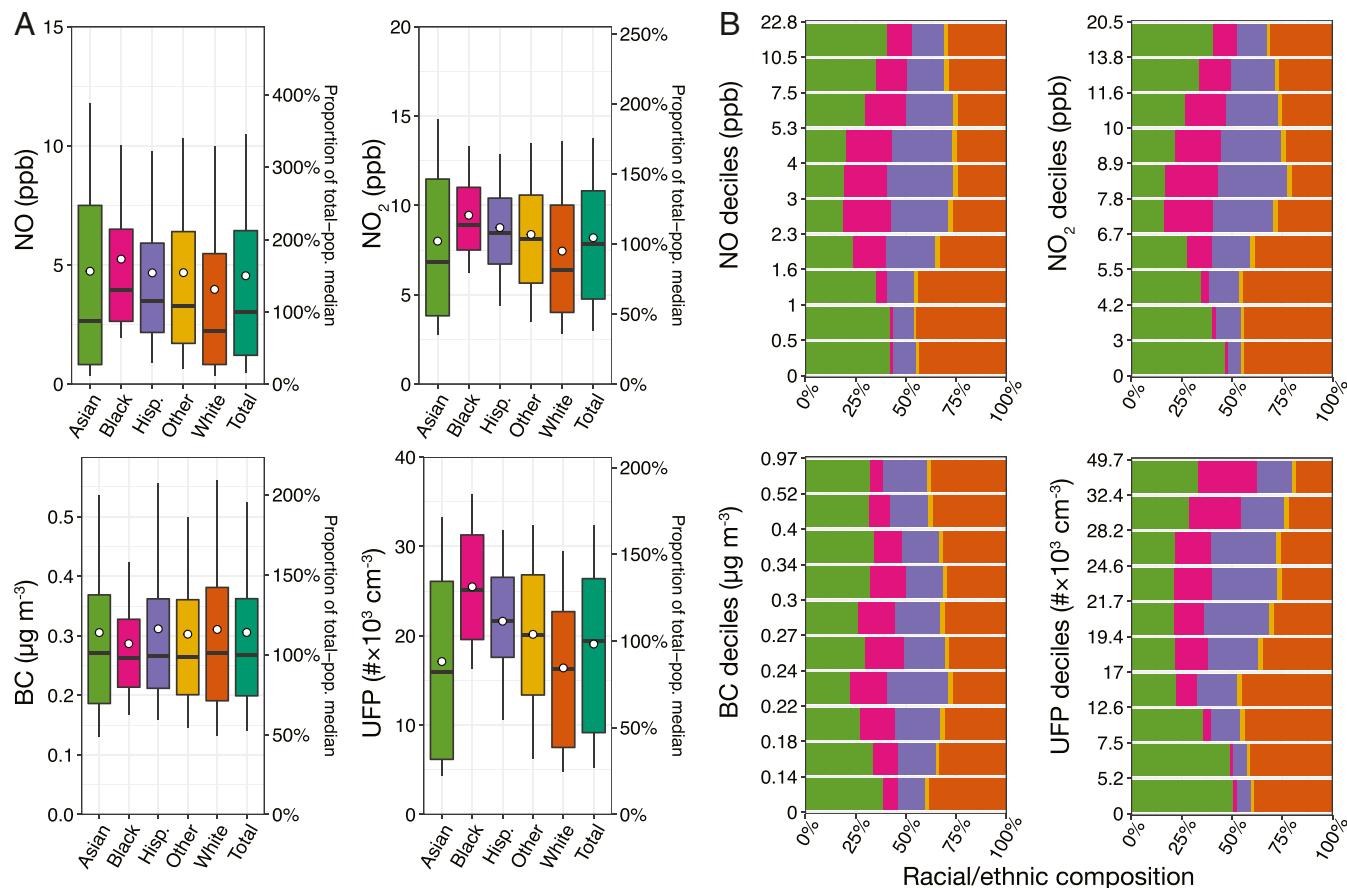 A
NO (ppb)
15
10
5
0
400%
300%
200%
100%
0%
Proportion of total−pop. median
Asian
Black
Hisp.
Other
White
Total
NO2 (ppb)
20
15
10
5
0
250%
200%
150%
100%
50%
0%
Proportion of total−pop. median
Asian
Black
Hisp.
Other
White
Total
BC (µg m-3)
0.5
0.4
0.3
0.2
0.1
0.0
200%
150%
100%
50%
0%
Proportion of total−pop. median
Asian
Black
Hisp.
Other
White
Total
UFP (#×10³ cm-3)
40
30
20
10
0
200%
150%
100%
50%
0%
Proportion of total−pop. median
Asian
Black
Hisp.
Other
White
Total
B
NO deciles (ppb)
22.8
10.5
7.5
5.3
4
3
2.3
1.6
1
0.5
0
0%
25%
50%
75%
100%
NO2 deciles (ppb)
20.5
13.8
11.6
10
8.9
7.8
6.7
5.5
4.2
3
0
0%
25%
50%
75%
100%
BC deciles (µg m-3)
0.97
0.52
0.4
0.34
0.3
0.27
0.24
0.22
0.18
0.14
0
0%
25%
50%
75%
100%
UFP deciles (#×10³ cm-3)
49.7
32.4
28.2
24.6
21.7
19.4
17
12.6
7.5
5.2
0
0%
25%
50%
75%
100%
Racial/ethnic composition